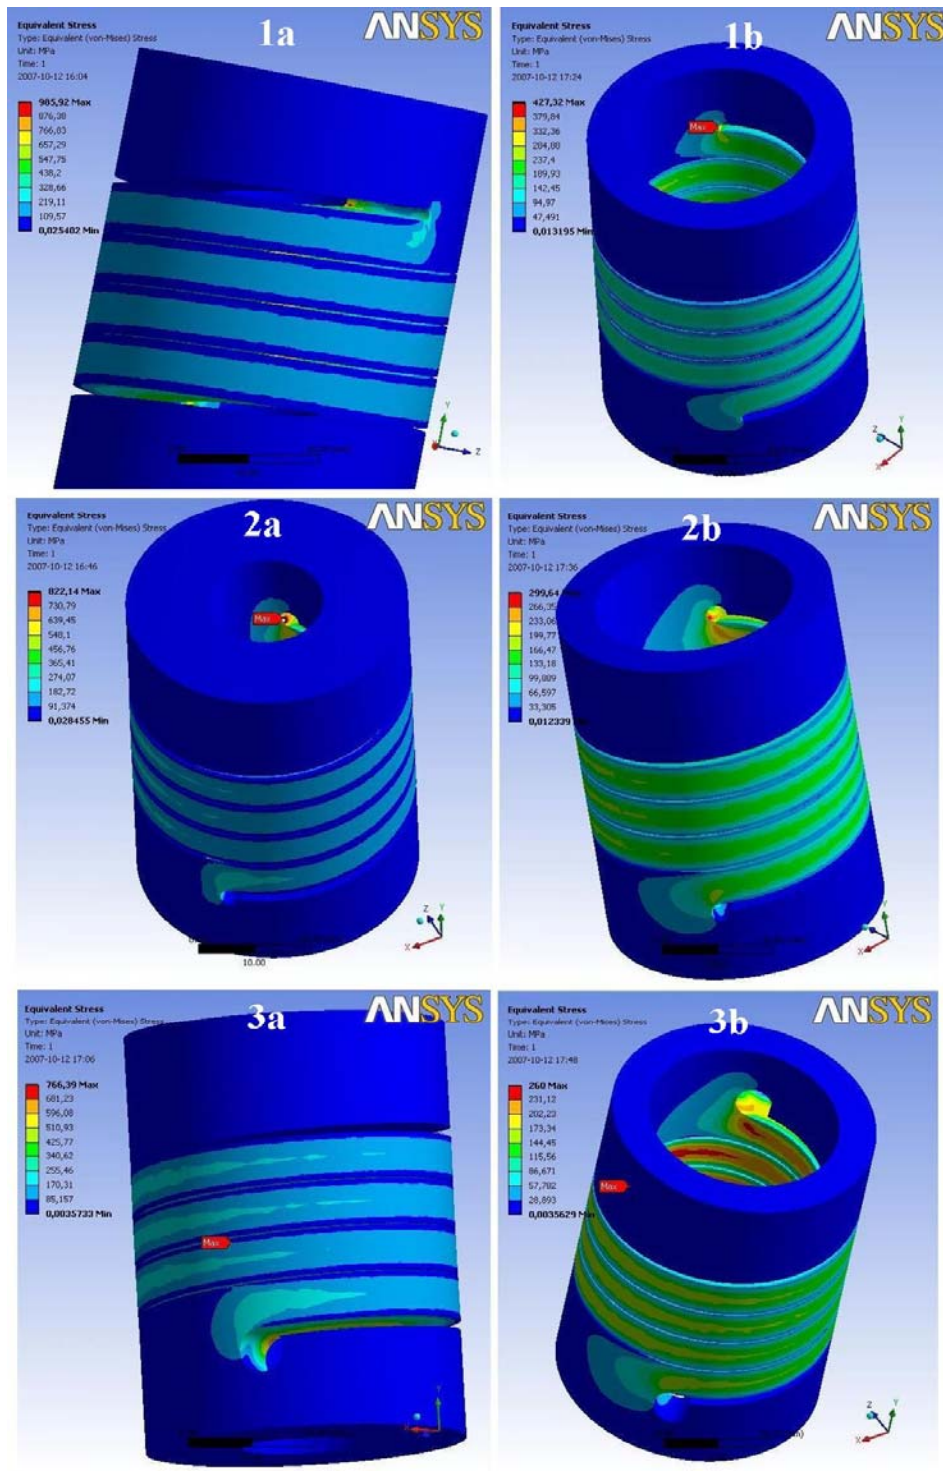 Equivalent Stress
Type: Equivalent (von-Mises) Stress
Unit: MPa
Time: 1
2007-10-12 16:04
1a
ANSYS
985,92 Max
876,38
766,83
657,29
547,75
438,2
328,66
219,11
109,57
0,025402 Min
Y
Z
Equivalent Stress
Type: Equivalent (von-Mises) Stress
Unit: MPa
Time: 1
2007-10-12 17:24
1b
ANSYS
427,32 Max
379,84
332,36
284,88
237,4
189,93
142,45
94,97
47,491
0,013195 Min
Max
Z
Y
X
Equivalent Stress
Type: Equivalent (von-Mises) Stress
Unit: MPa
Time: 1
2007-10-12 16:46
2a
ANSYS
822,14 Max
730,79
639,45
548,1
456,76
365,41
274,07
182,72
91,374
0,028455 Min
Max
10.00
Z
Y
X
Equivalent Stress
Type: Equivalent (von-Mises) Stress
Unit: MPa
Time: 1
2007-10-12 17:36
2b
ANSYS
299,64
266,35
233,06
199,77
166,47
133,18
99,889
66,597
33,305
0,012339
Y
X
Equivalent Stress
Type: Equivalent (von-Mises) Stress
Unit: MPa
Time: 1
2007-10-12 17:06
3a
ANSYS
766,39 Max
681,23
596,08
510,93
425,77
340,62
255,46
170,31
85,157
0,0035733 Min
Max
Y
X
Equivalent Stress
Type: Equivalent (von-Mises) Stress
Unit: MPa
Time: 1
2007-10-12 17:48
3b
ANSYS
260 Max
231,12
202,23
173,34
144,45
115,56
86,671
57,782
28,893
0,0035629 Min
Max
Z
Y
X